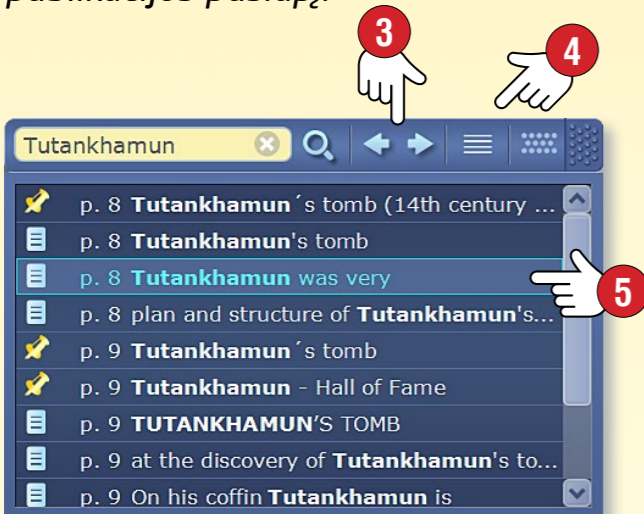 3
4
Tutankhamun
p. 8 Tutankhamun´s tomb (14th century ...
p. 8 Tutankhamun's tomb
p. 8 Tutankhamun was very
5
p. 8 plan and structure of Tutankhamun's...
p. 9 Tutankhamun´s tomb
p. 9 Tutankhamun - Hall of Fame
p. 9 TUTANKHAMUN’S TOMB
p. 9 at the discovery of Tutankhamun's to...
p. 9 On his coffin Tutankhamun is